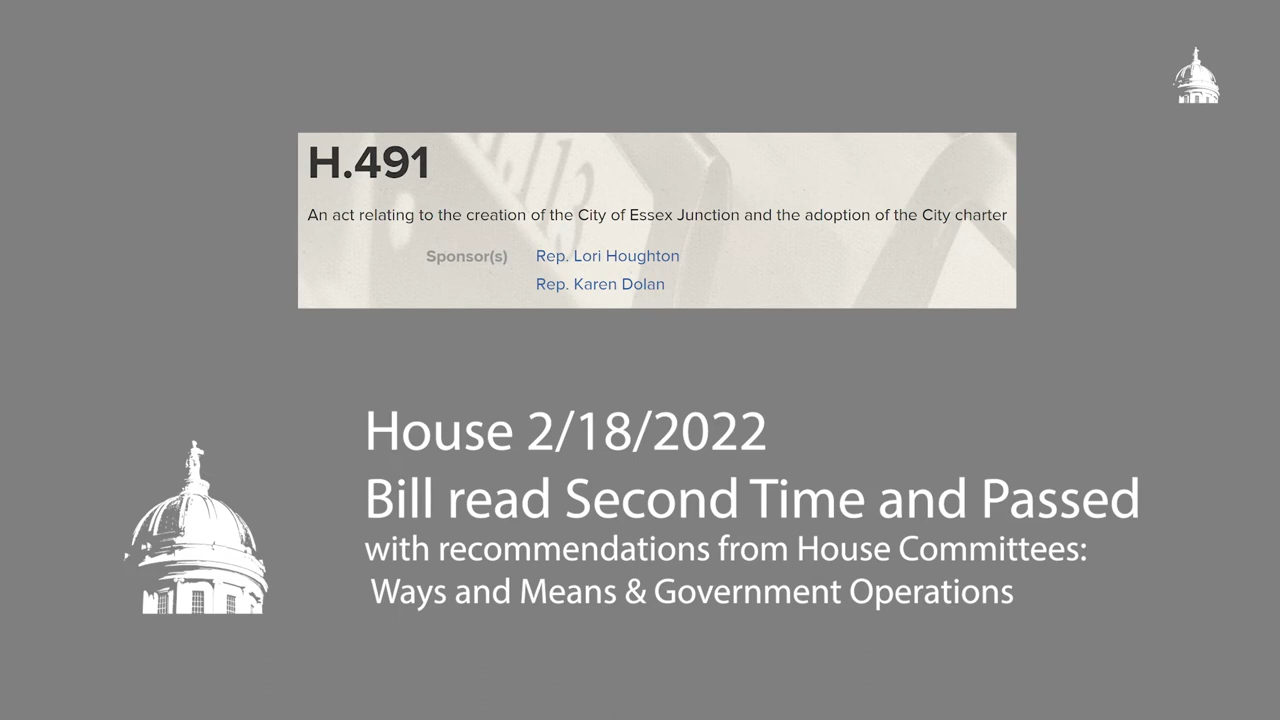 H.491
An act relating to the creation of the City of Essex Junction and the adoption of the City charter
Sponsor(s) Rep. Lori Houghton
Rep. Karen Dolan
House 2/18/2022
Bill read Second Time and Passed
with recommendations from House Committees:
Ways and Means & Government Operations